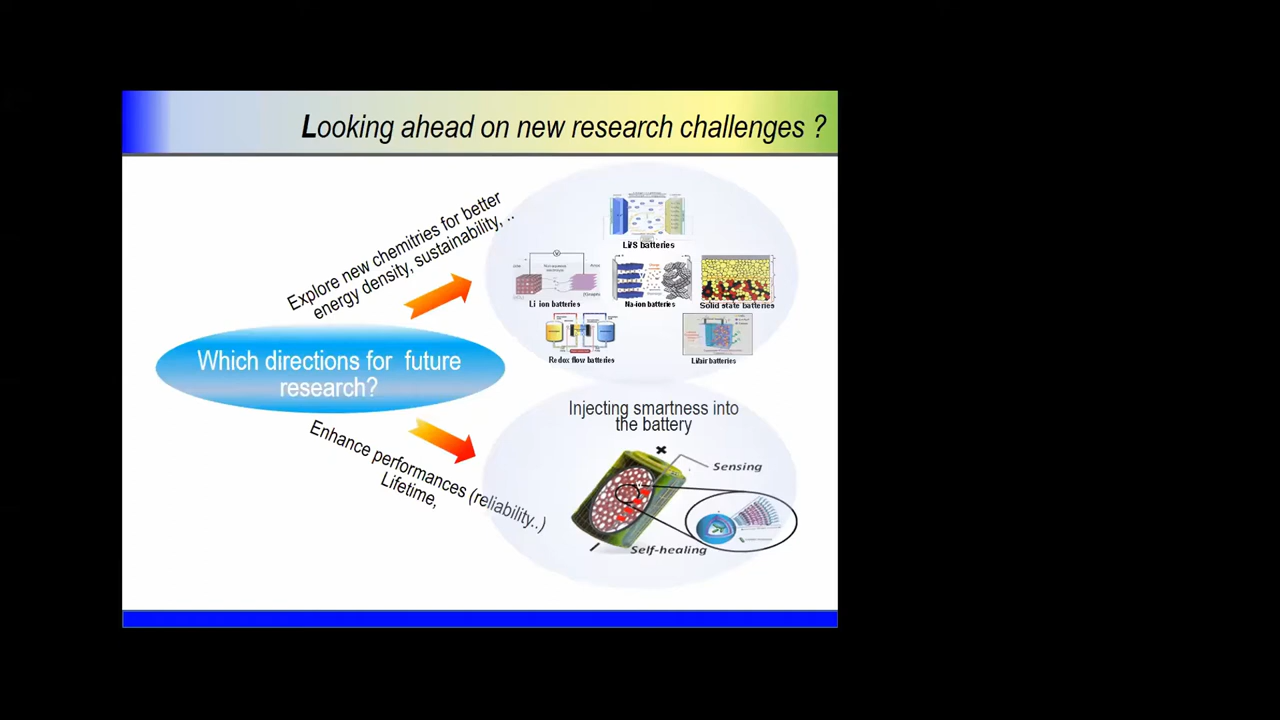 Looking ahead on new research challenges ?
Explore new chemitries for better
energy density, sustainability, ..
Li/S batteries
Li ion batteries
Na-ion batteries
Solid state batteries
Redox flow batteries
Li/air batteries
Which directions for future
research?
Enhance performances (reliability..)
Lifetime,
Injecting smartness into
the battery
Sensing
Self-healing